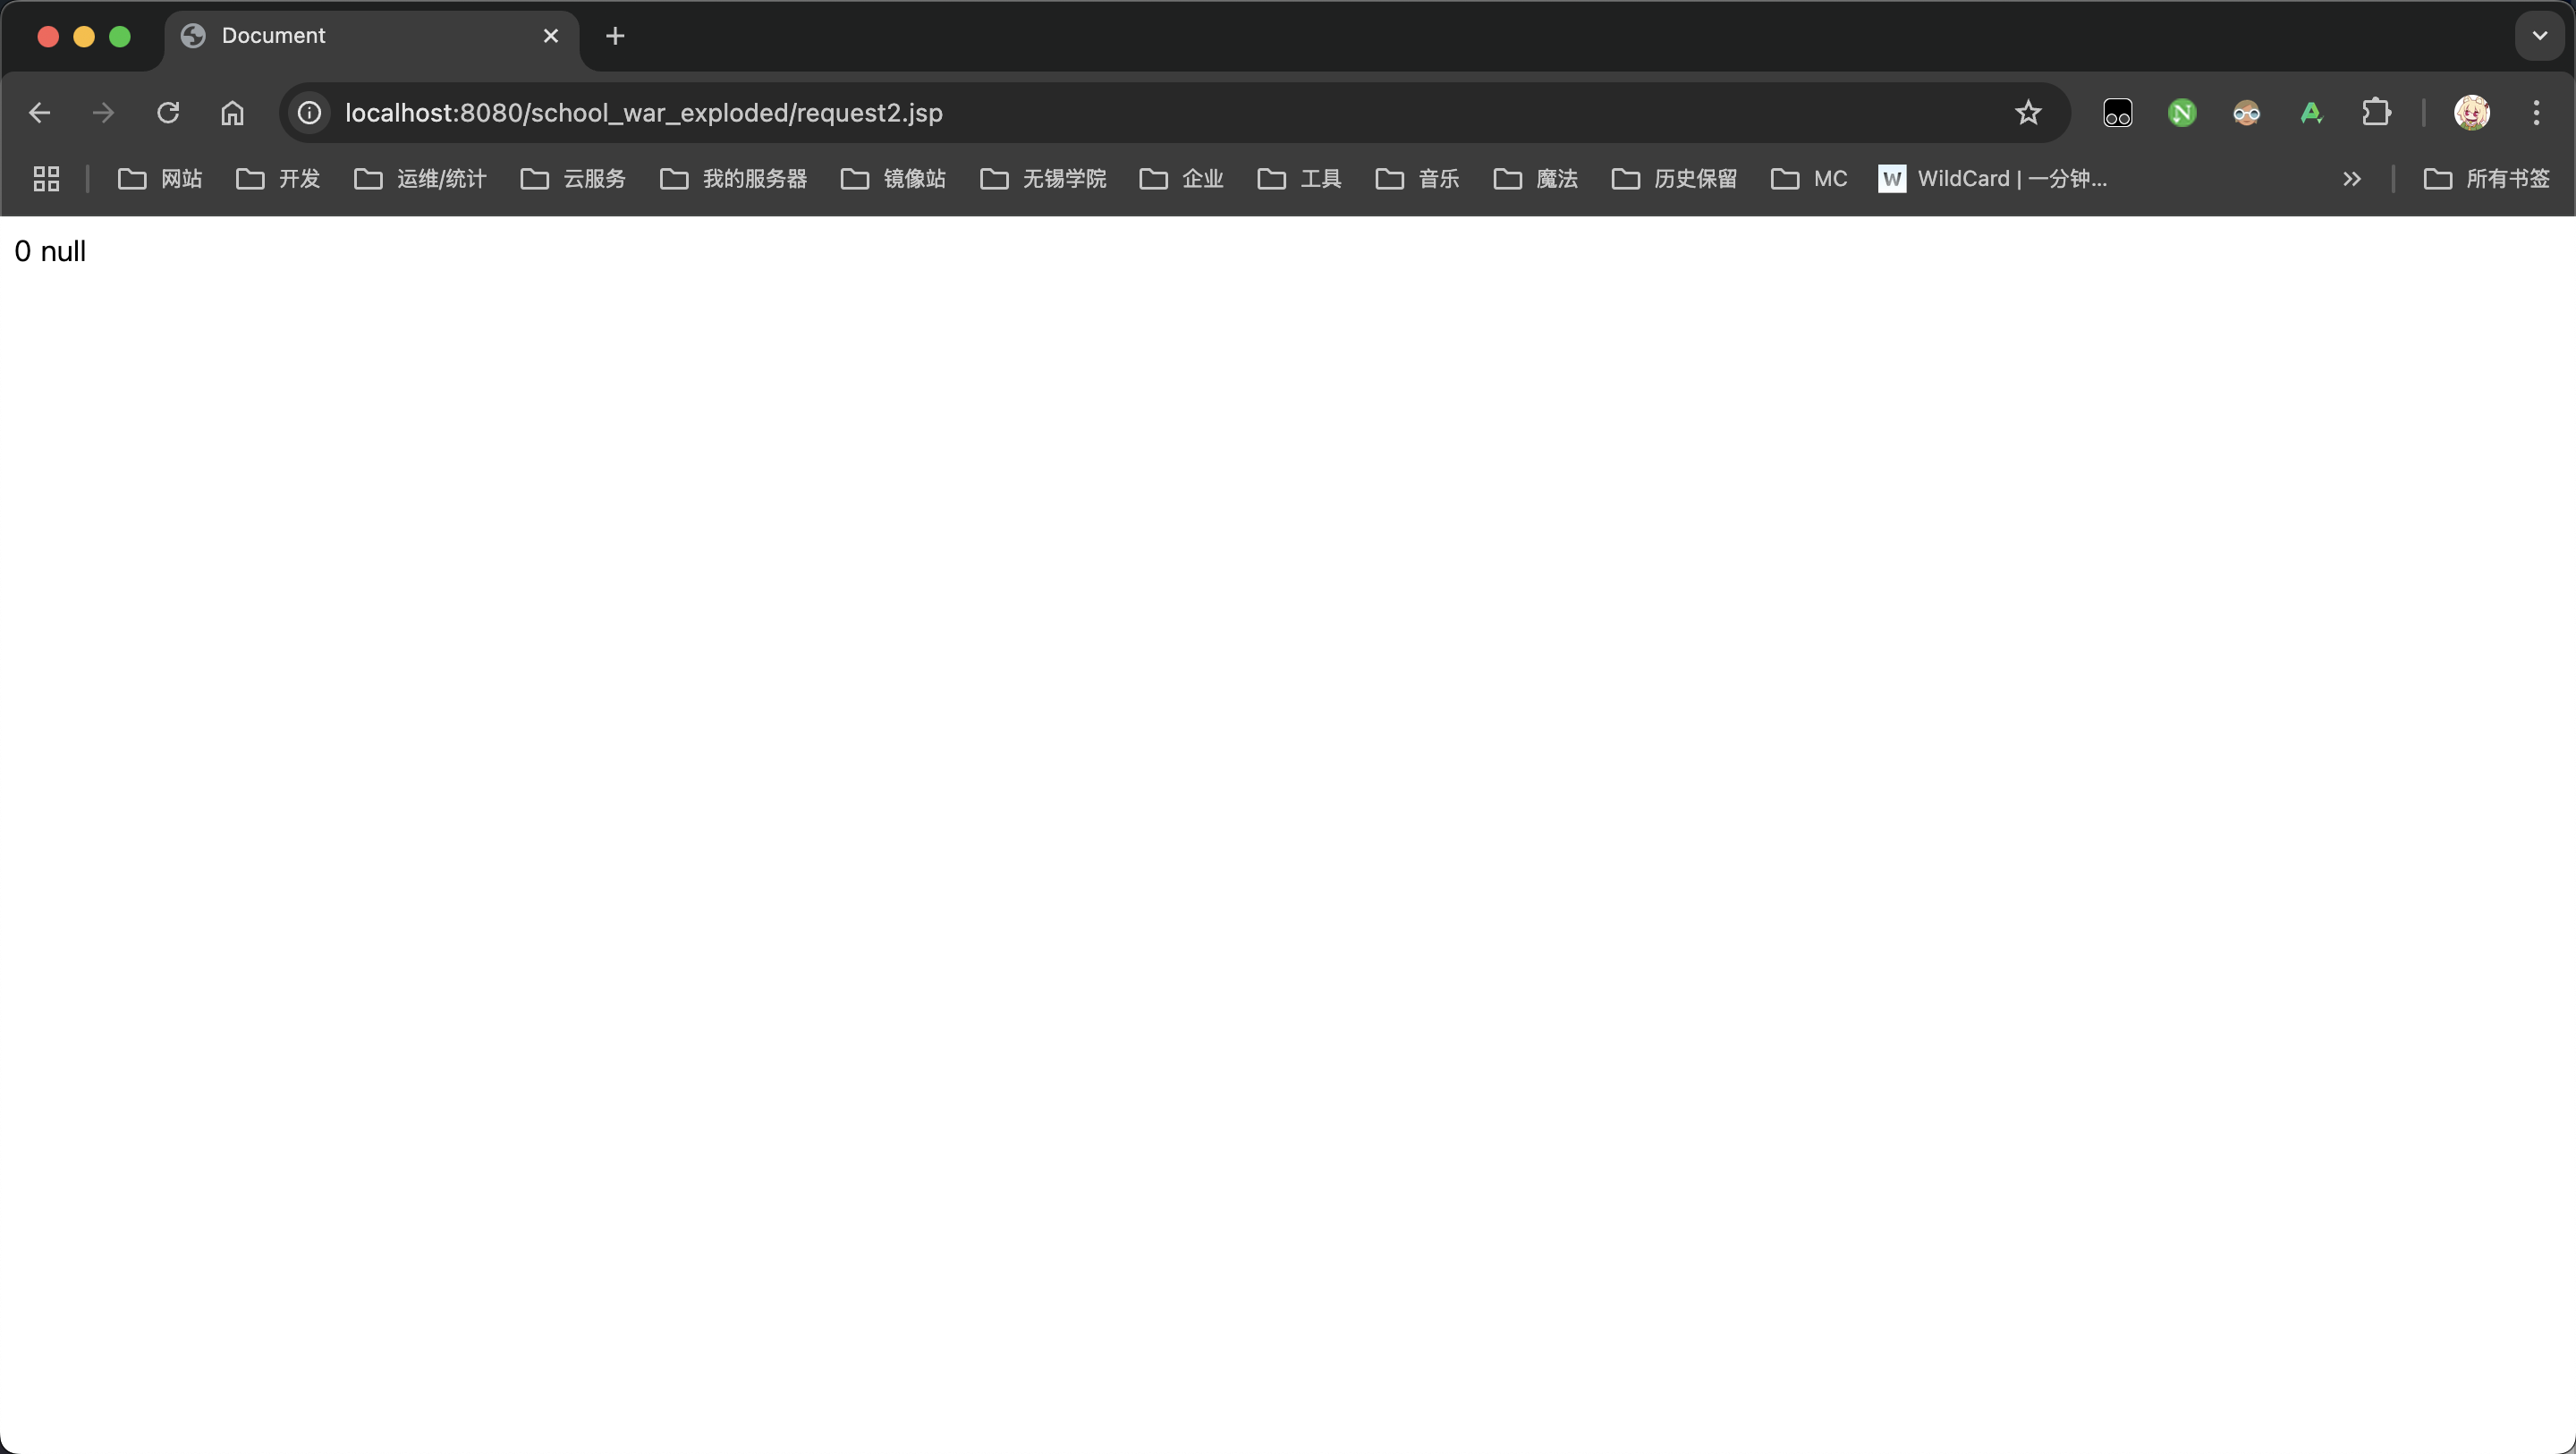 Document
localhost:8080/school_war_exploded/request2.jsp
网站 开发 运维/统计 云服务 我的服务器 镜像站 无锡学院 企业 工具 音乐 魔法 历史保留 MC W WildCard | 一分钟... 所有书签
0 null